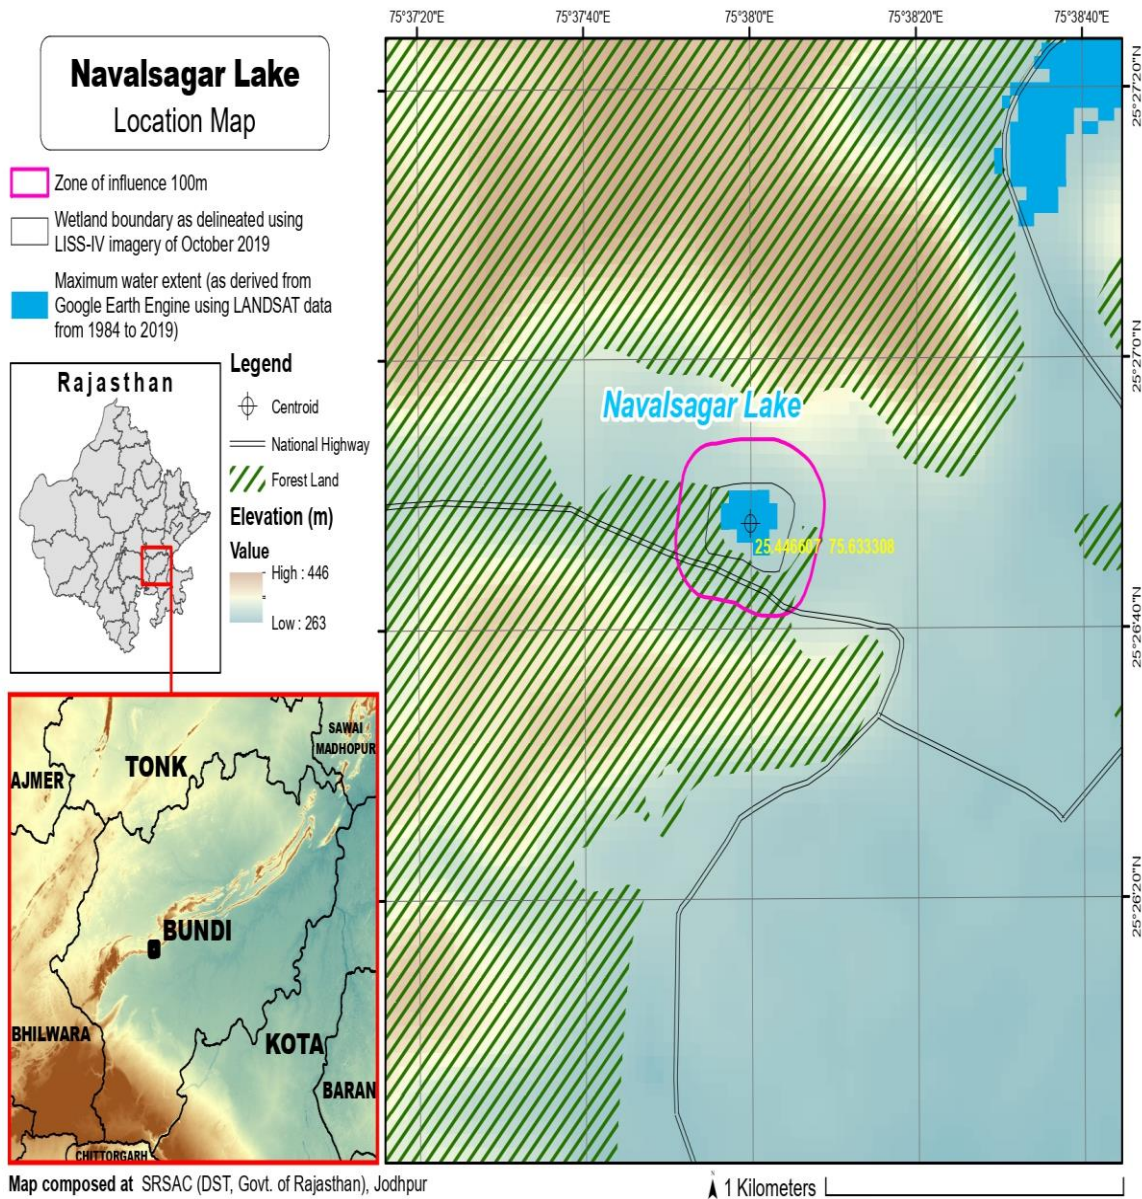 Navalsagar Lake
Location Map
Zone of influence 100m
Wetland boundary as delineated using
LISS-IV imagery of October 2019
Maximum water extent (as derived from
Google Earth Engine using LANDSAT data
from 1984 to 2019)
Rajasthan
Legend
Centroid
National Highway
Forest Land
Elevation (m)
Value
High : 446
Low : 263
TONK
SAWAI
MADHOPUR
AJMER
BUNDI
BHILWARA
KOTA
BARAN
CHITTORGARH
Map composed at SRSAC (DST, Govt. of Rajasthan), Jodhpur
75°37'20"E 75°37'40"E 75°38'0"E 75°38'20"E 75°38'40"E
25°27'20"N
25°27'0"N
25°26'40"N
25°26'20"N
Navalsagar Lake
25.446607 75.633308
N
1 Kilometers